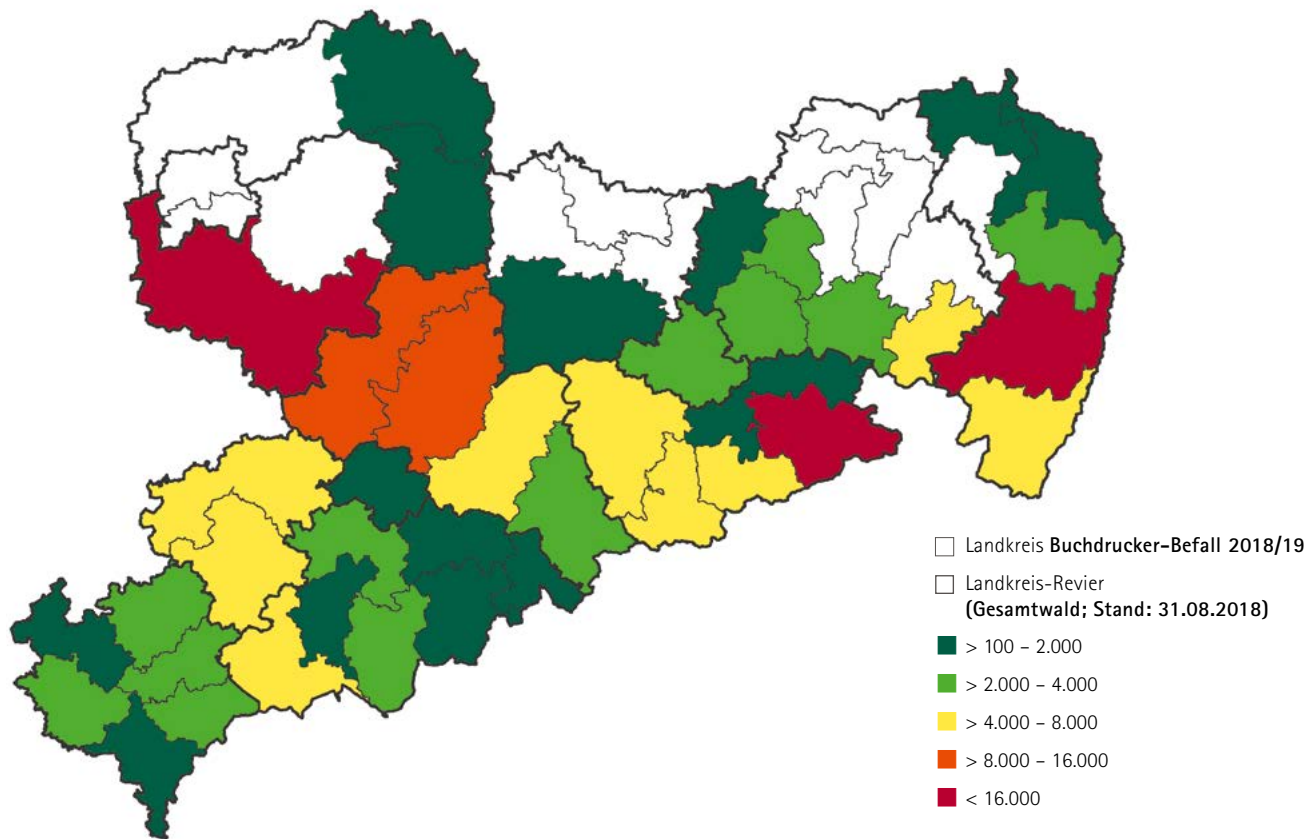 Landkreis Buchdrucker-Befall 2018/19
Landkreis-Revier
(Gesamtwald; Stand: 31.08.2018)
> 100 – 2.000
> 2.000 – 4.000
> 4.000 – 8.000
> 8.000 – 16.000
< 16.000